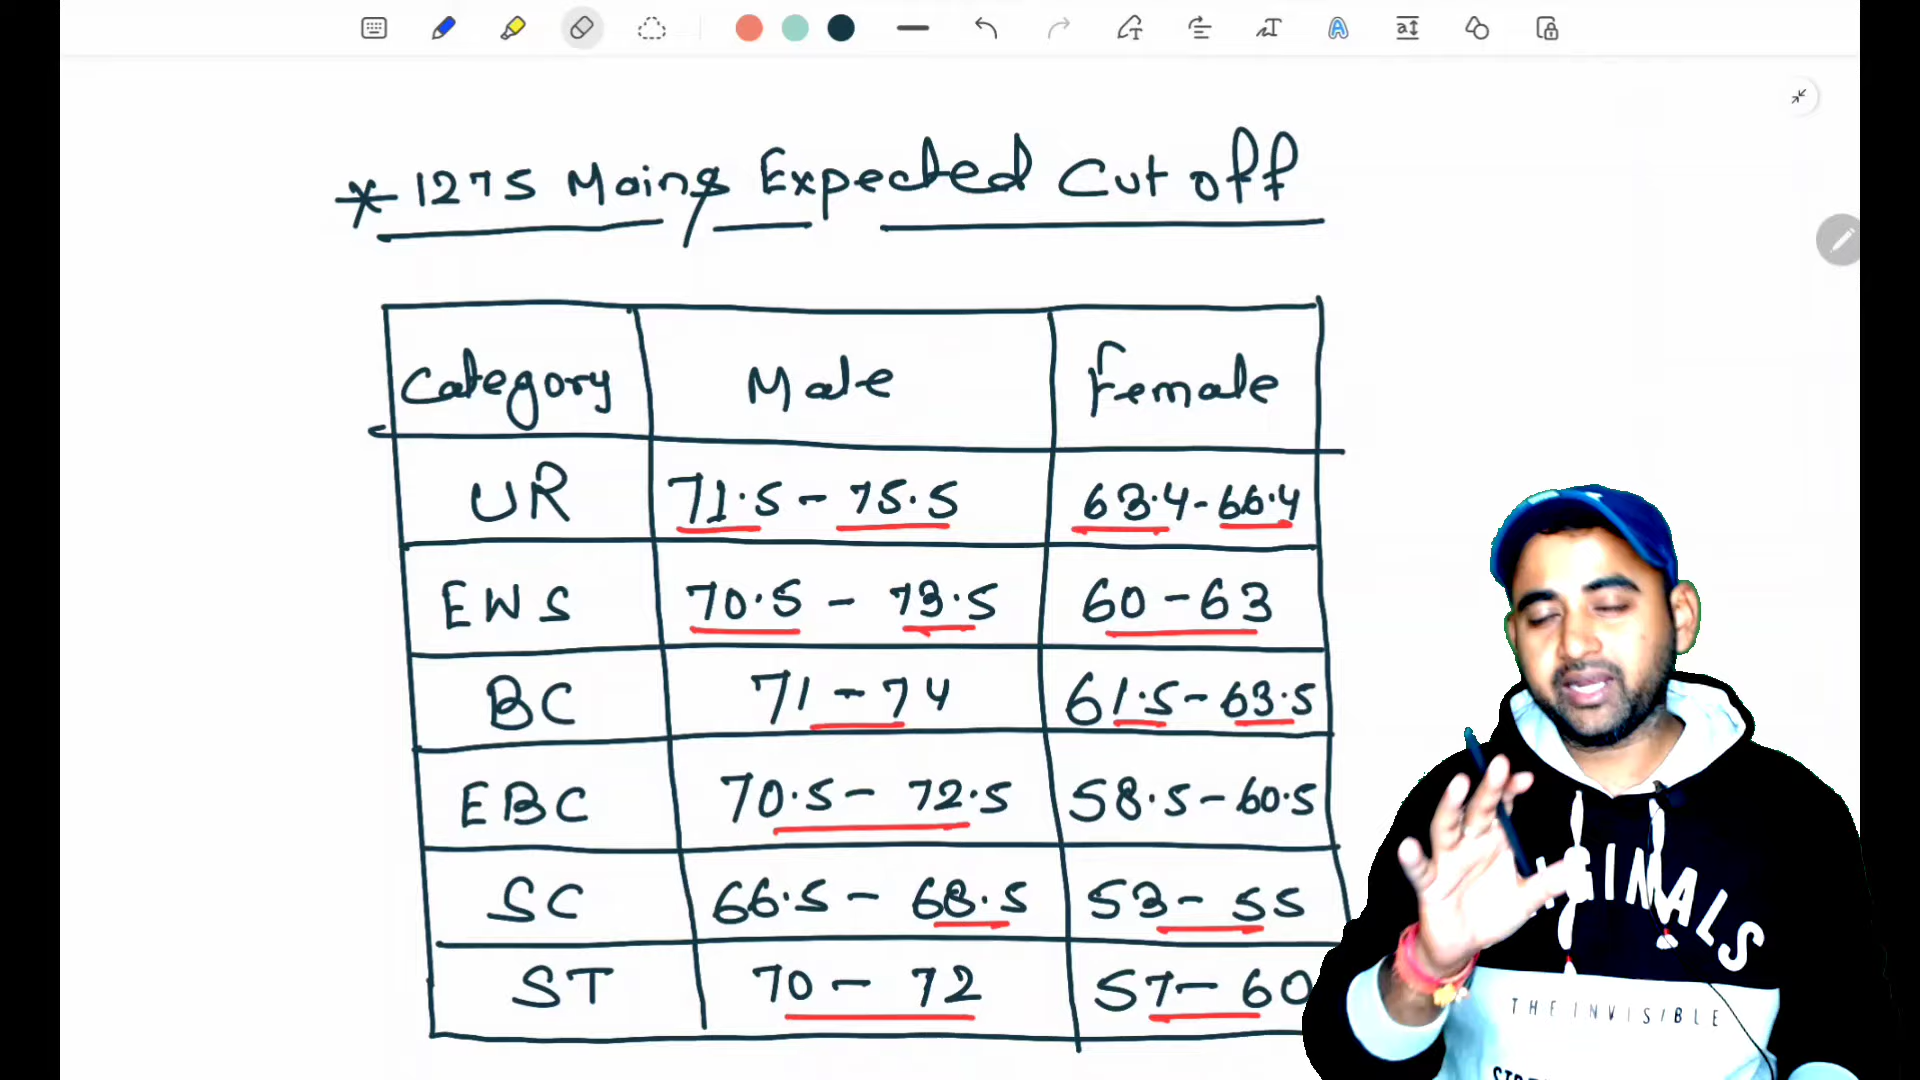 * 1275 Mains Expected Cut off
Category Male Female
UR 71.5 - 75.5 63.4 - 66.4
EWS 70.5 - 73.5 60 - 63
BC 71 - 74 61.5 - 63.5
EBC 70.5 - 72.5 58.5 - 60.5
SC 66.5 - 68.5 53 - 55
ST 70 - 72 57 - 60
THE INVISIBLE